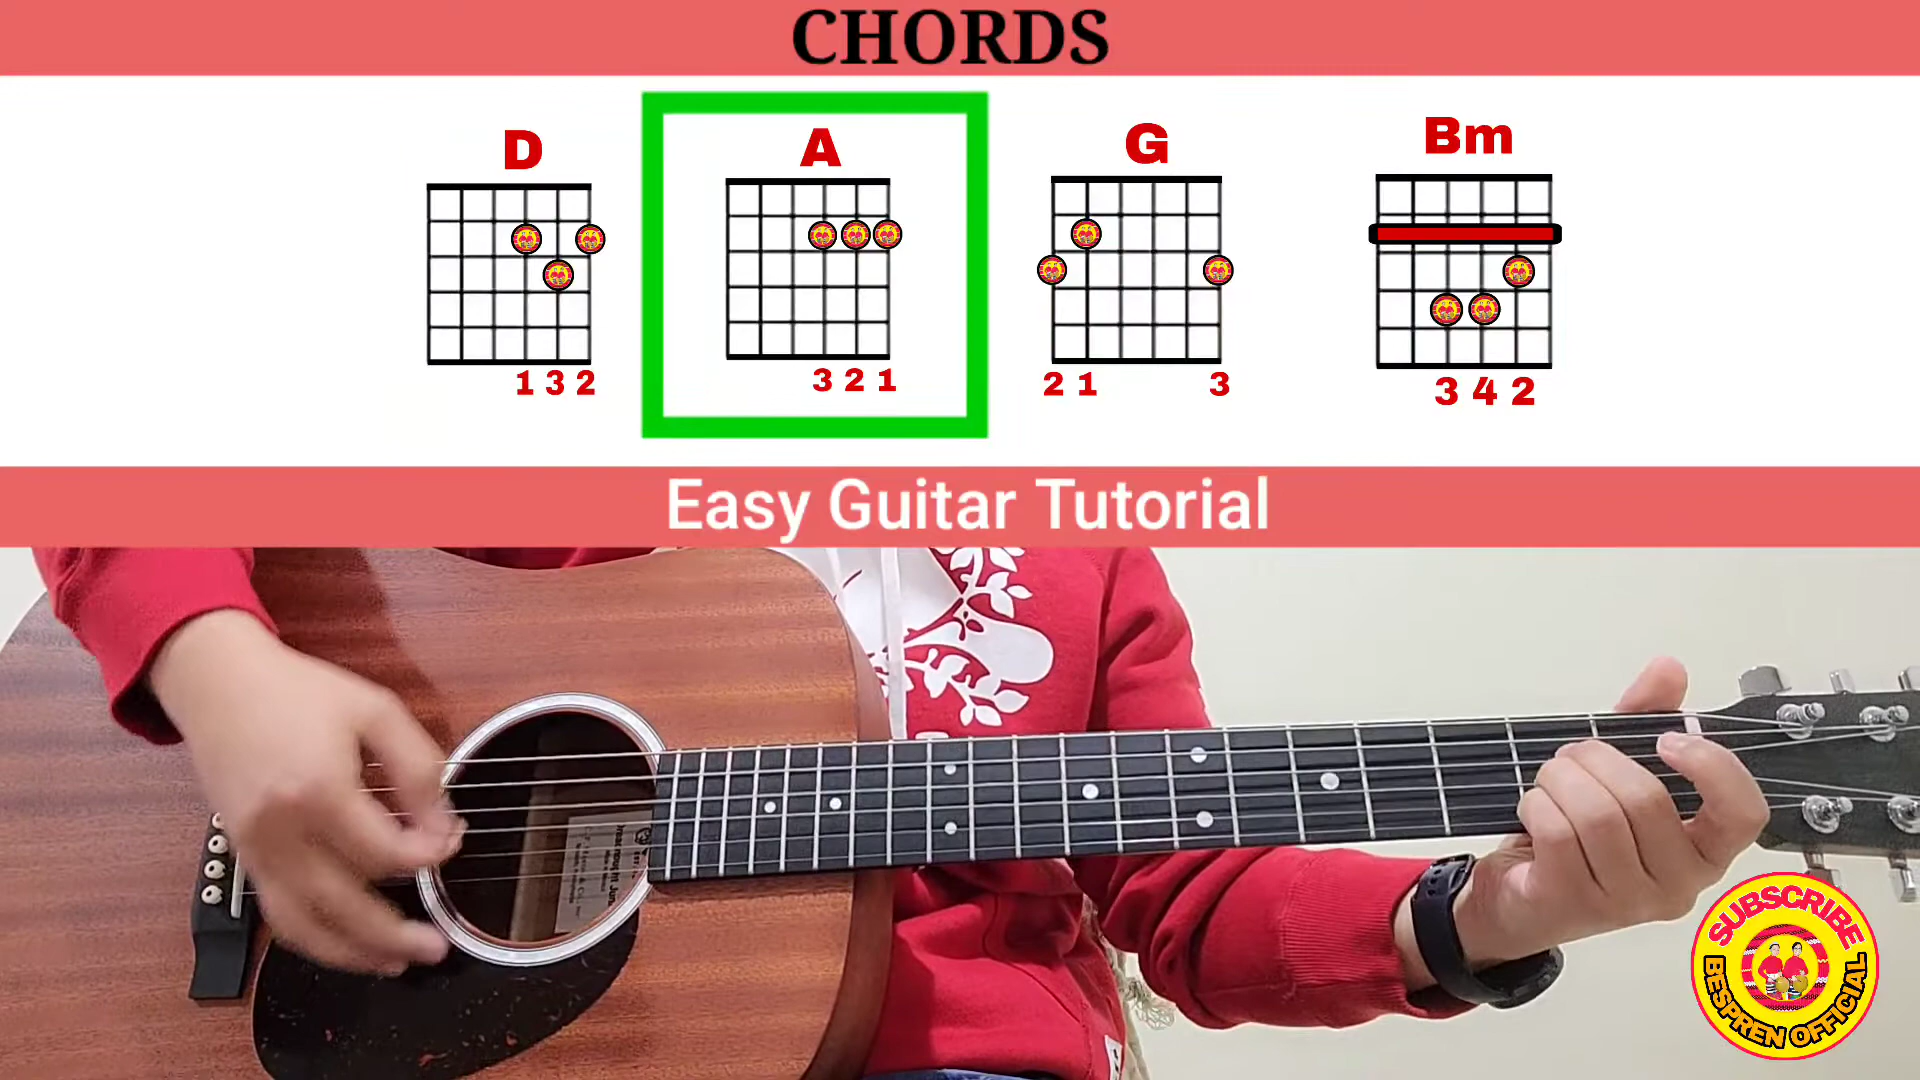 CHORDS
D
A
G
Bm
1 3 2
3 2 1
2 1 3
3 4 2
Easy Guitar Tutorial
SUBSCRIBE
BESPREN OFFICIAL